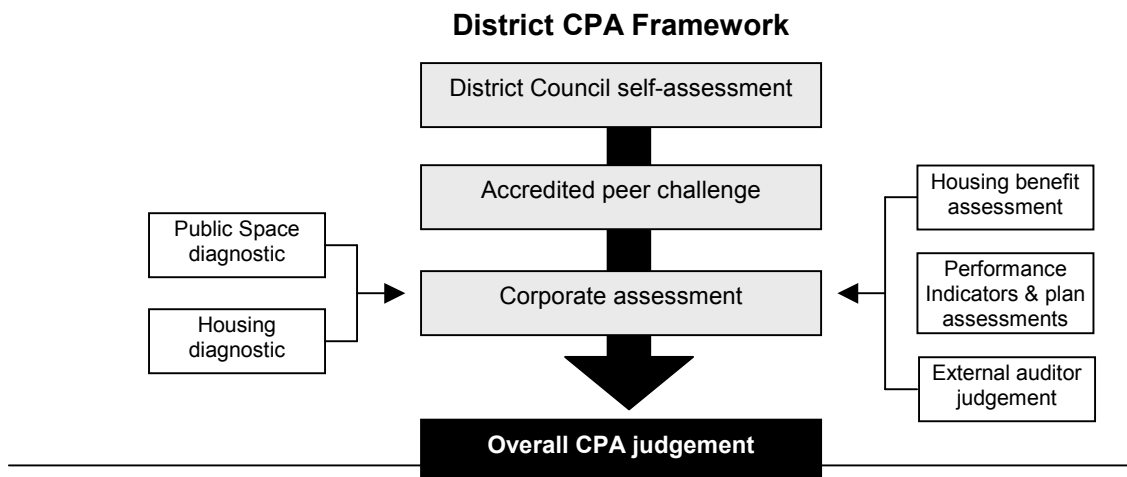 District CPA Framework
District Council self-assessment
Accredited peer challenge
Public Space
diagnostic
Housing
diagnostic
Corporate assessment
Housing benefit
assessment
Performance
Indicators & plan
assessments
External auditor
judgement
Overall CPA judgement